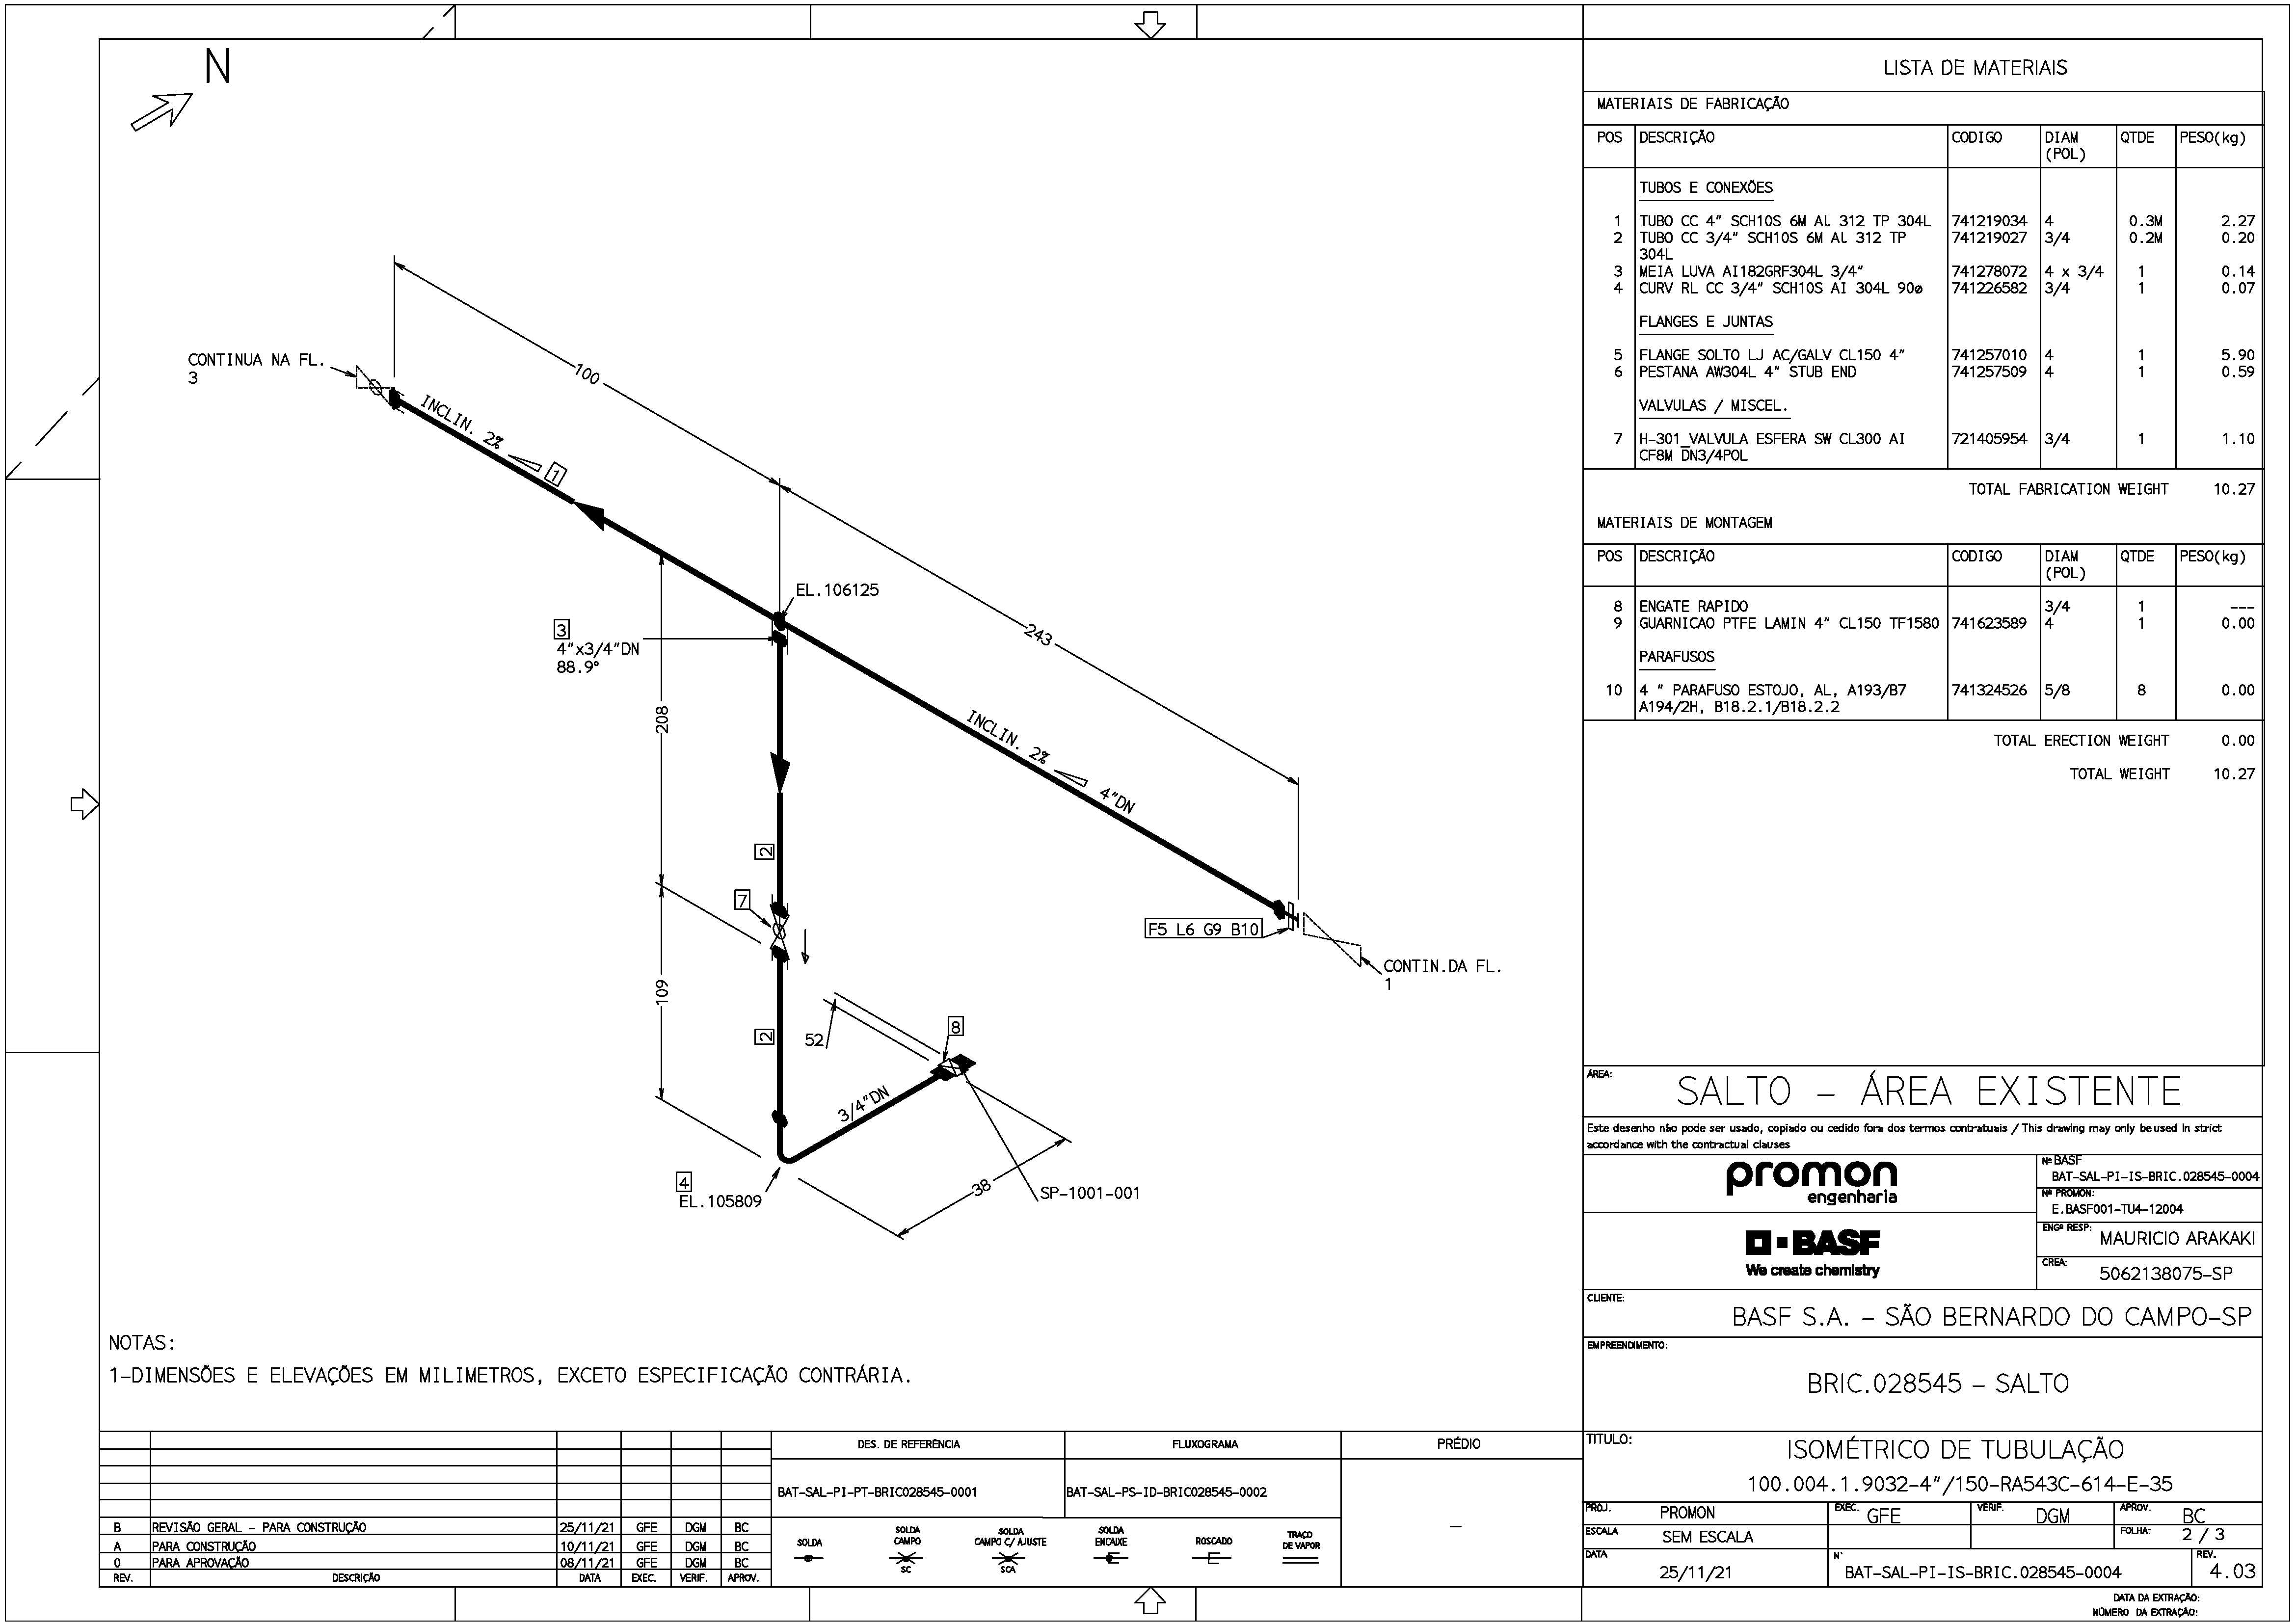 N
CONTINUA NA FL.
3
INCLIN. 2%
1
100
EL.106125
3
4"x3/4"DN
88.9°
243
208
INCLIN. 2%
4"DN
2
7
F5 L6 G9 B10
CONTIN.DA FL.
1
109
2
52
8
3/4"DN
4
EL.105809
38
SP-1001-001
NOTAS:
1-DIMENSÕES E ELEVAÇÕES EM MILIMETROS, EXCETO ESPECIFICAÇÃO CONTRÁRIA.
LISTA DE MATERIAIS
MATERIAIS DE FABRICAÇÃO
POS DESCRIÇÃO CODIGO DIAM QTDE PESO(kg)
(POL)
TUBOS E CONEXÕES
1 TUBO CC 4" SCH10S 6M AL 312 TP 304L 741219034 4 0.3M 2.27
2 TUBO CC 3/4" SCH10S 6M AL 312 TP 741219027 3/4 0.2M 0.20
304L
3 MEIA LUVA AI182GRF304L 3/4" 741278072 4 x 3/4 1 0.14
4 CURV RL CC 3/4" SCH10S AI 304L 90ø 741226582 3/4 1 0.07
FLANGES E JUNTAS
5 FLANGE SOLTO LJ AC/GALV CL150 4" 741257010 4 1 5.90
6 PESTANA AW304L 4" STUB END 741257509 4 1 0.59
VALVULAS / MISCEL.
7 H-301_VALVULA ESFERA SW CL300 AI 721405954 3/4 1 1.10
CF8M DN3/4POL
TOTAL FABRICATION WEIGHT 10.27
MATERIAIS DE MONTAGEM
POS DESCRIÇÃO CODIGO DIAM QTDE PESO(kg)
(POL)
8 ENGATE RAPIDO 3/4 1 ---
9 GUARNICAO PTFE LAMIN 4" CL150 TF1580 741623589 4 1 0.00
PARAFUSOS
10 4 " PARAFUSO ESTOJO, AL, A193/B7 741324526 5/8 8 0.00
A194/2H, B18.2.1/B18.2.2
TOTAL ERECTION WEIGHT 0.00
TOTAL WEIGHT 10.27
ÁREA:
SALTO - ÁREA EXISTENTE
Este desenho não pode ser usado, copiado ou cedido fora dos termos contratuais / This drawing may only be used in strict
accordance with the contractual clauses
promon
engenharia
Nº BASF
BAT-SAL-PI-IS-BRIC.028545-0004
Nº PROMON:
E.BASF001-TU4-12004
BASF
We create chemistry
ENGº RESP:
MAURICIO ARAKAKI
CREA:
5062138075-SP
CLIENTE:
BASF S.A. - SÃO BERNARDO DO CAMPO-SP
EMPREENDIMENTO:
BRIC.028545 - SALTO
TITULO:
ISOMÉTRICO DE TUBULAÇÃO
100.004.1.9032-4"/150-RA543C-614-E-35
PROJ. PROMON EXEC. GFE VERIF. DGM APROV. BC
ESCALA SEM ESCALA FOLHA: 2 / 3
DATA 25/11/21 Nº BAT-SAL-PI-IS-BRIC.028545-0004 REV. 4.03
DES. DE REFERÊNCIA FLUXOGRAMA PRÉDIO
BAT-SAL-PI-PT-BRIC028545-0001 BAT-SAL-PS-ID-BRIC028545-0002 -
B REVISÃO GERAL - PARA CONSTRUÇÃO 25/11/21 GFE DGM BC
A PARA CONSTRUÇÃO 10/11/21 GFE DGM BC
0 PARA APROVAÇÃO 08/11/21 GFE DGM BC
REV. DESCRIÇÃO DATA EXEC. VERIF. APROV.
SOLDA
SOLDA
CAMPO
SC
SOLDA
CAMPO C/ AJUSTE
SCA
SOLDA
ENCAIXE
ROSCADO
TRAÇO
DE VAPOR
DATA DA EXTRAÇÃO:
NÚMERO DA EXTRAÇÃO: